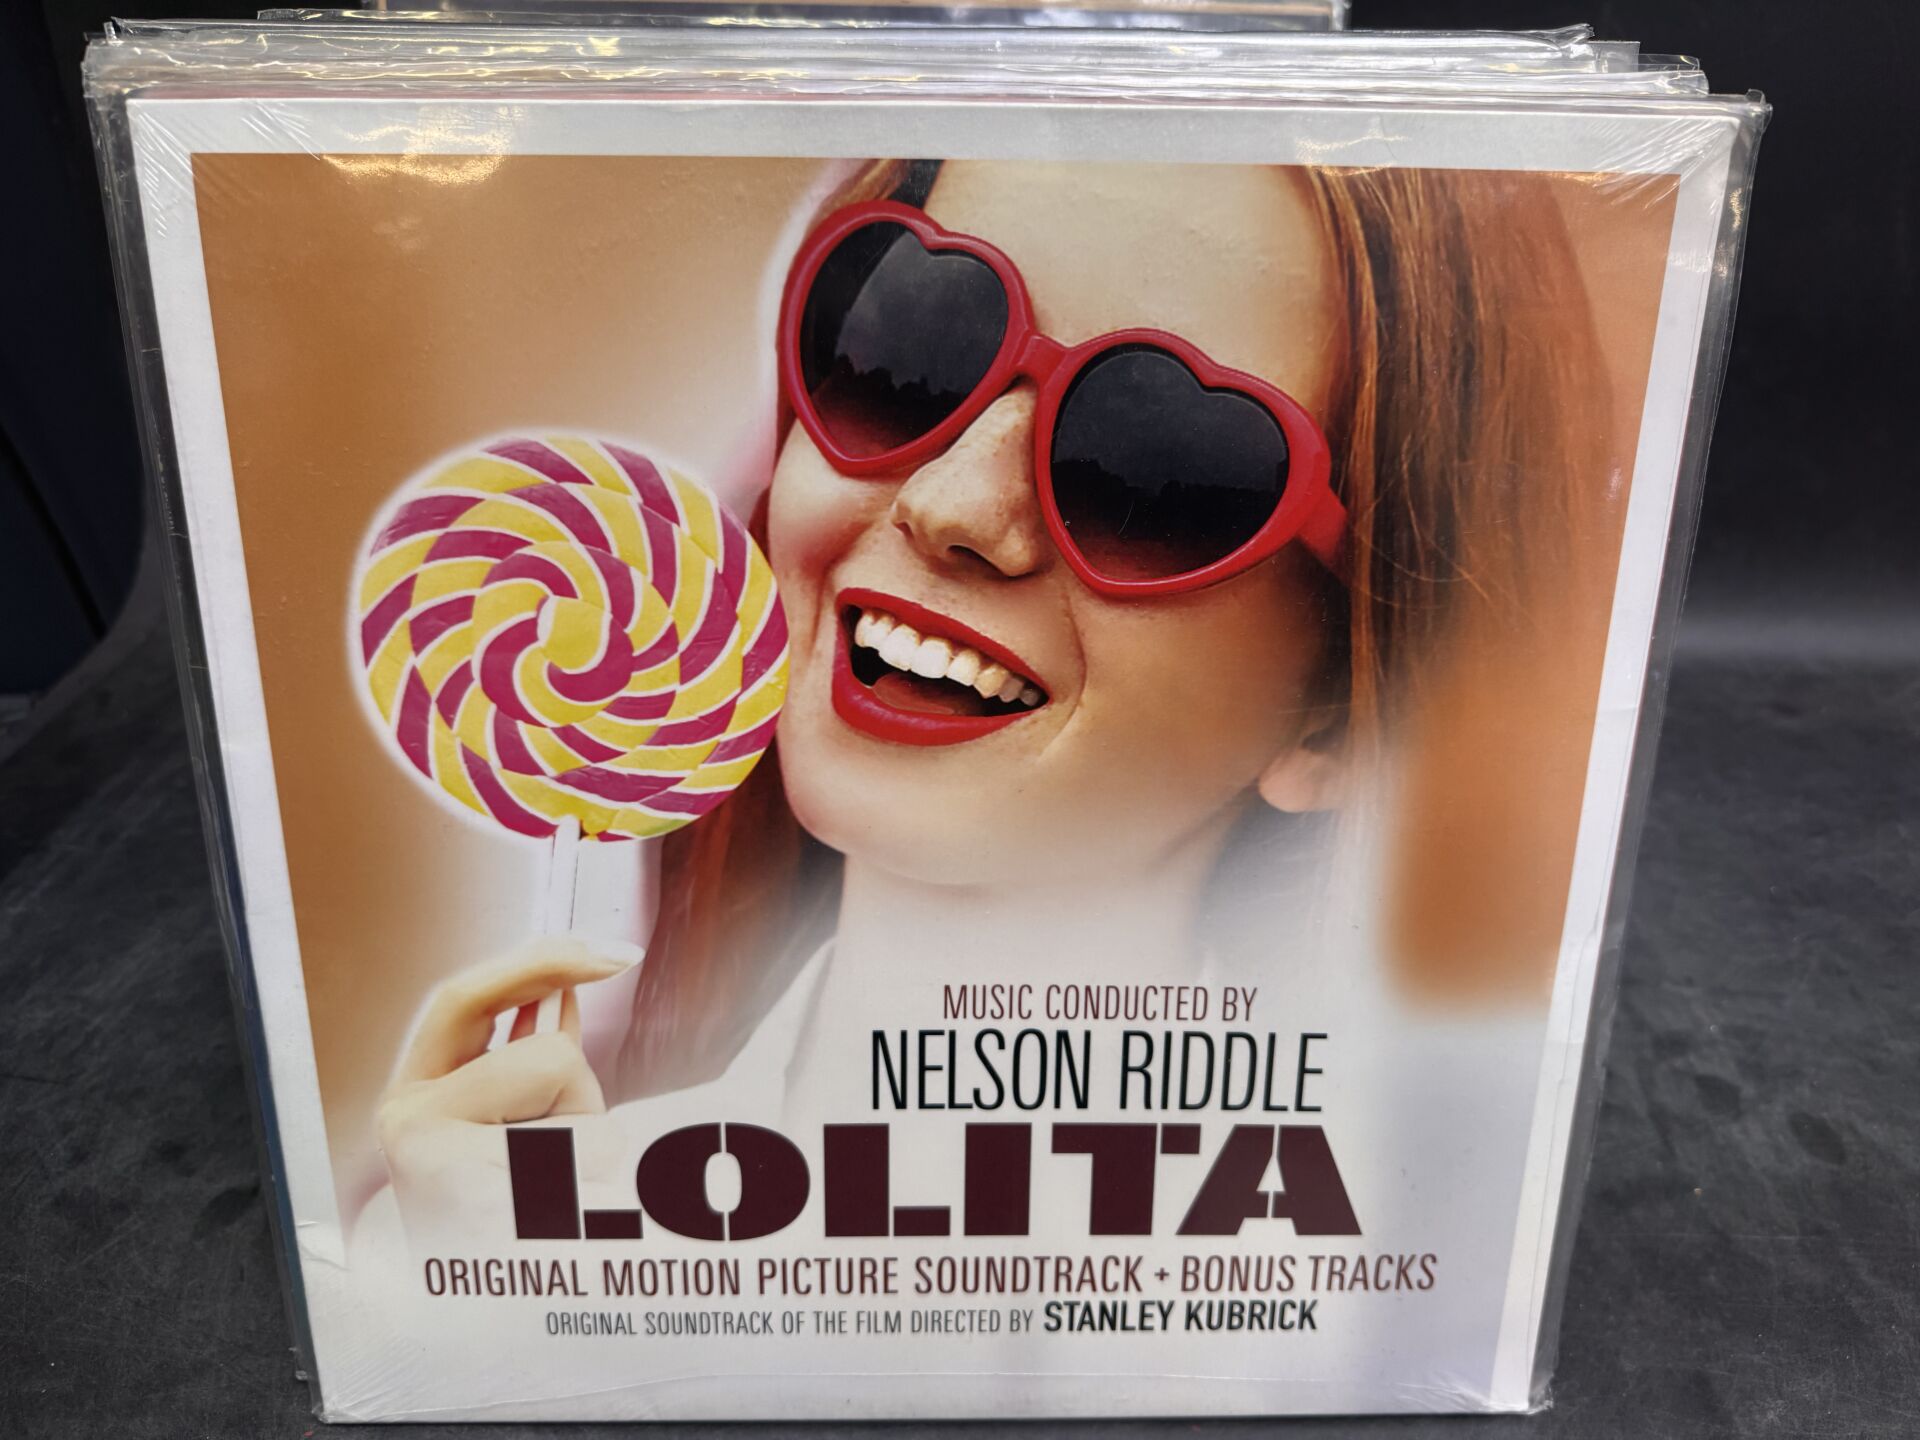 MUSIC CONDUCTED BY
NELSON RIDDLE
LOLITA
ORIGINAL MOTION PICTURE SOUNDTRACK + BONUS TRACKS
ORIGINAL SOUNDTRACK OF THE FILM DIRECTED BY STANLEY KUBRICK